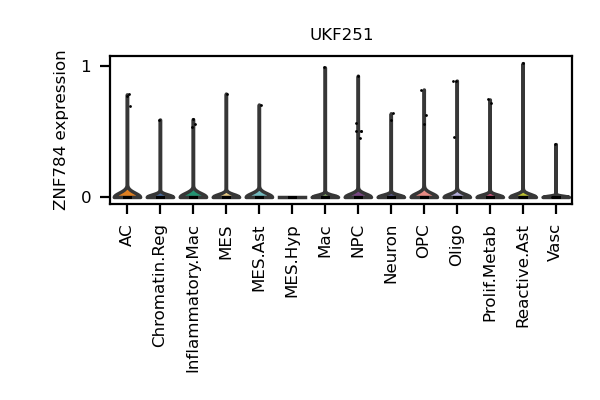 UKF251
ZNF784 expression
1
0
AC
Chromatin.Reg
Inflammatory.Mac
MES
MES.Ast
MES.Hyp
Mac
NPC
Neuron
OPC
Oligo
Prolif.Metab
Reactive.Ast
Vasc